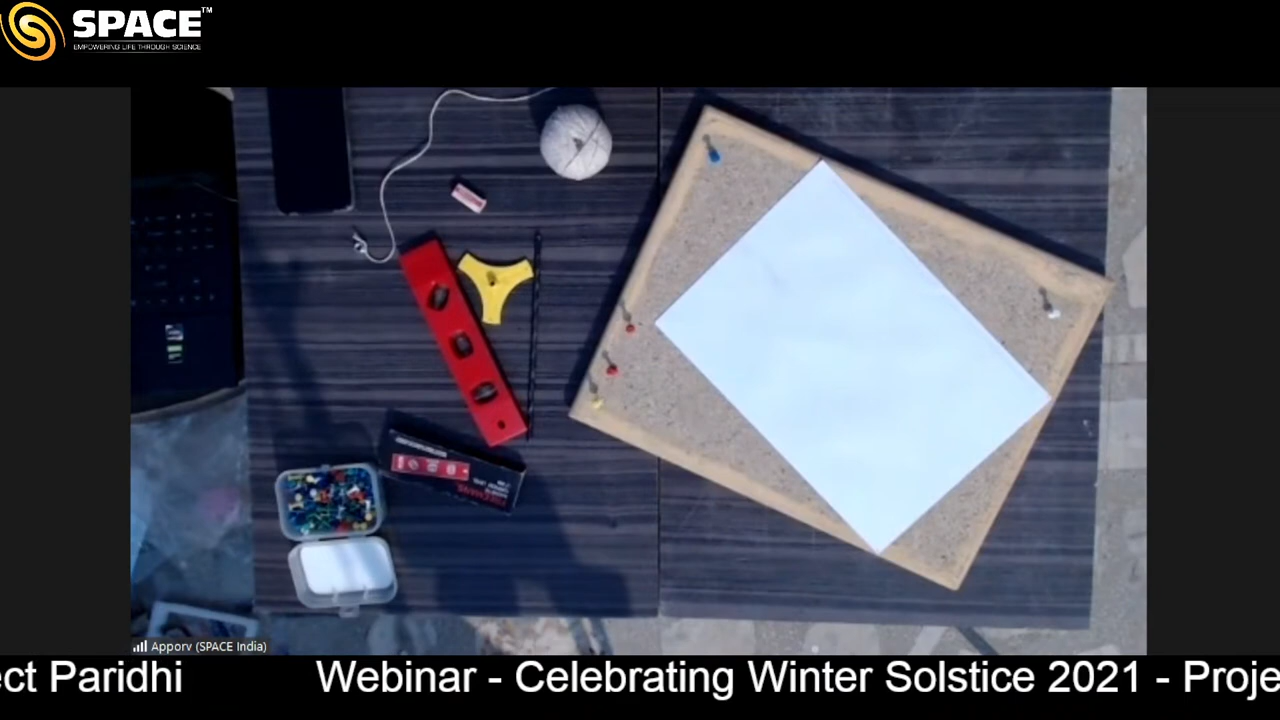 SPACE™
EMPOWERING LIFE THROUGH SCIENCE
Apporv (SPACE India)
ect Paridhi Webinar - Celebrating Winter Solstice 2021 - Proje